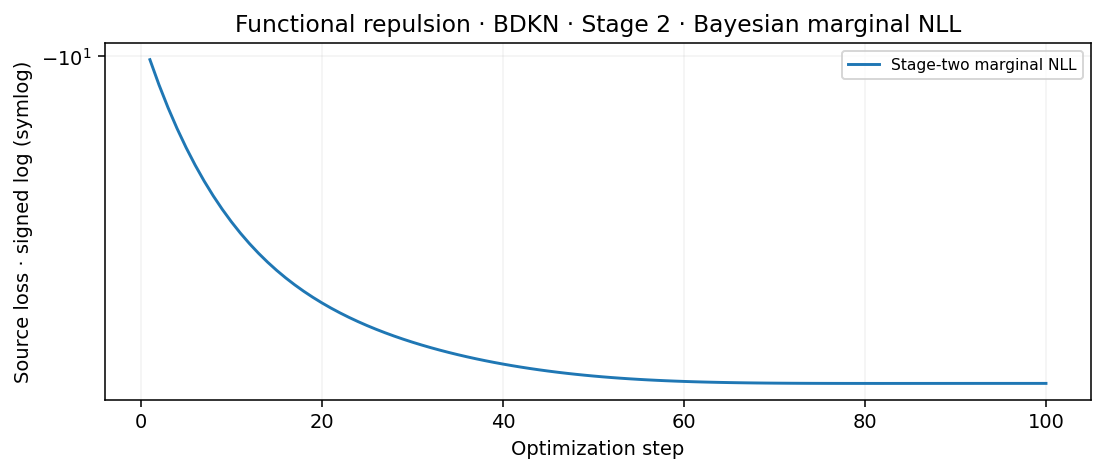 Functional repulsion · BDKN · Stage 2 · Bayesian marginal NLL
Stage-two marginal NLL
−10¹
Source loss · signed log (symlog)
0 20 40 60 80 100
Optimization step